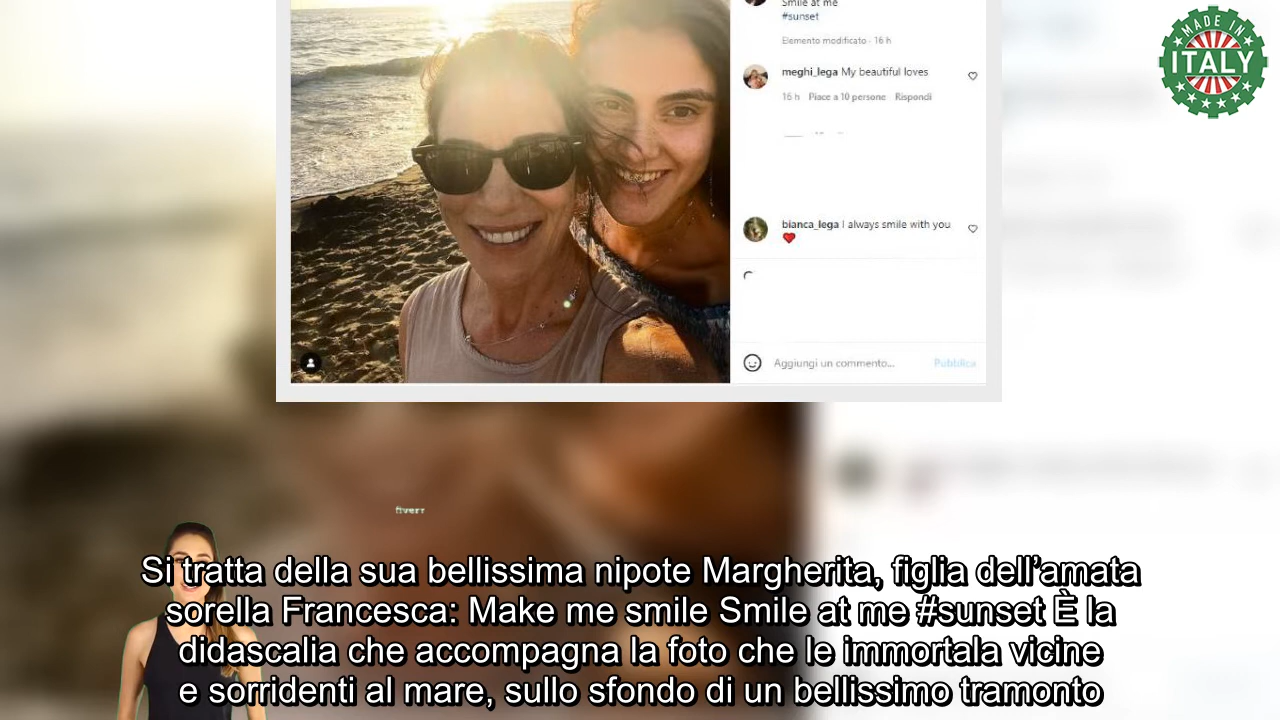 Smile at me
#sunset
Elemento modificato · 16 h
meghi_lega My beautiful loves
16 h Piace a 10 persone Rispondi
bianca_lega I always smile with you
❤
Aggiungi un commento... Pubblica
MADE IN
ITALY
fiverr
Si tratta della sua bellissima nipote Margherita, figlia dell'amata
sorella Francesca: Make me smile Smile at me #sunset È la
didascalia che accompagna la foto che le immortala vicine
e sorridenti al mare, sullo sfondo di un bellissimo tramonto